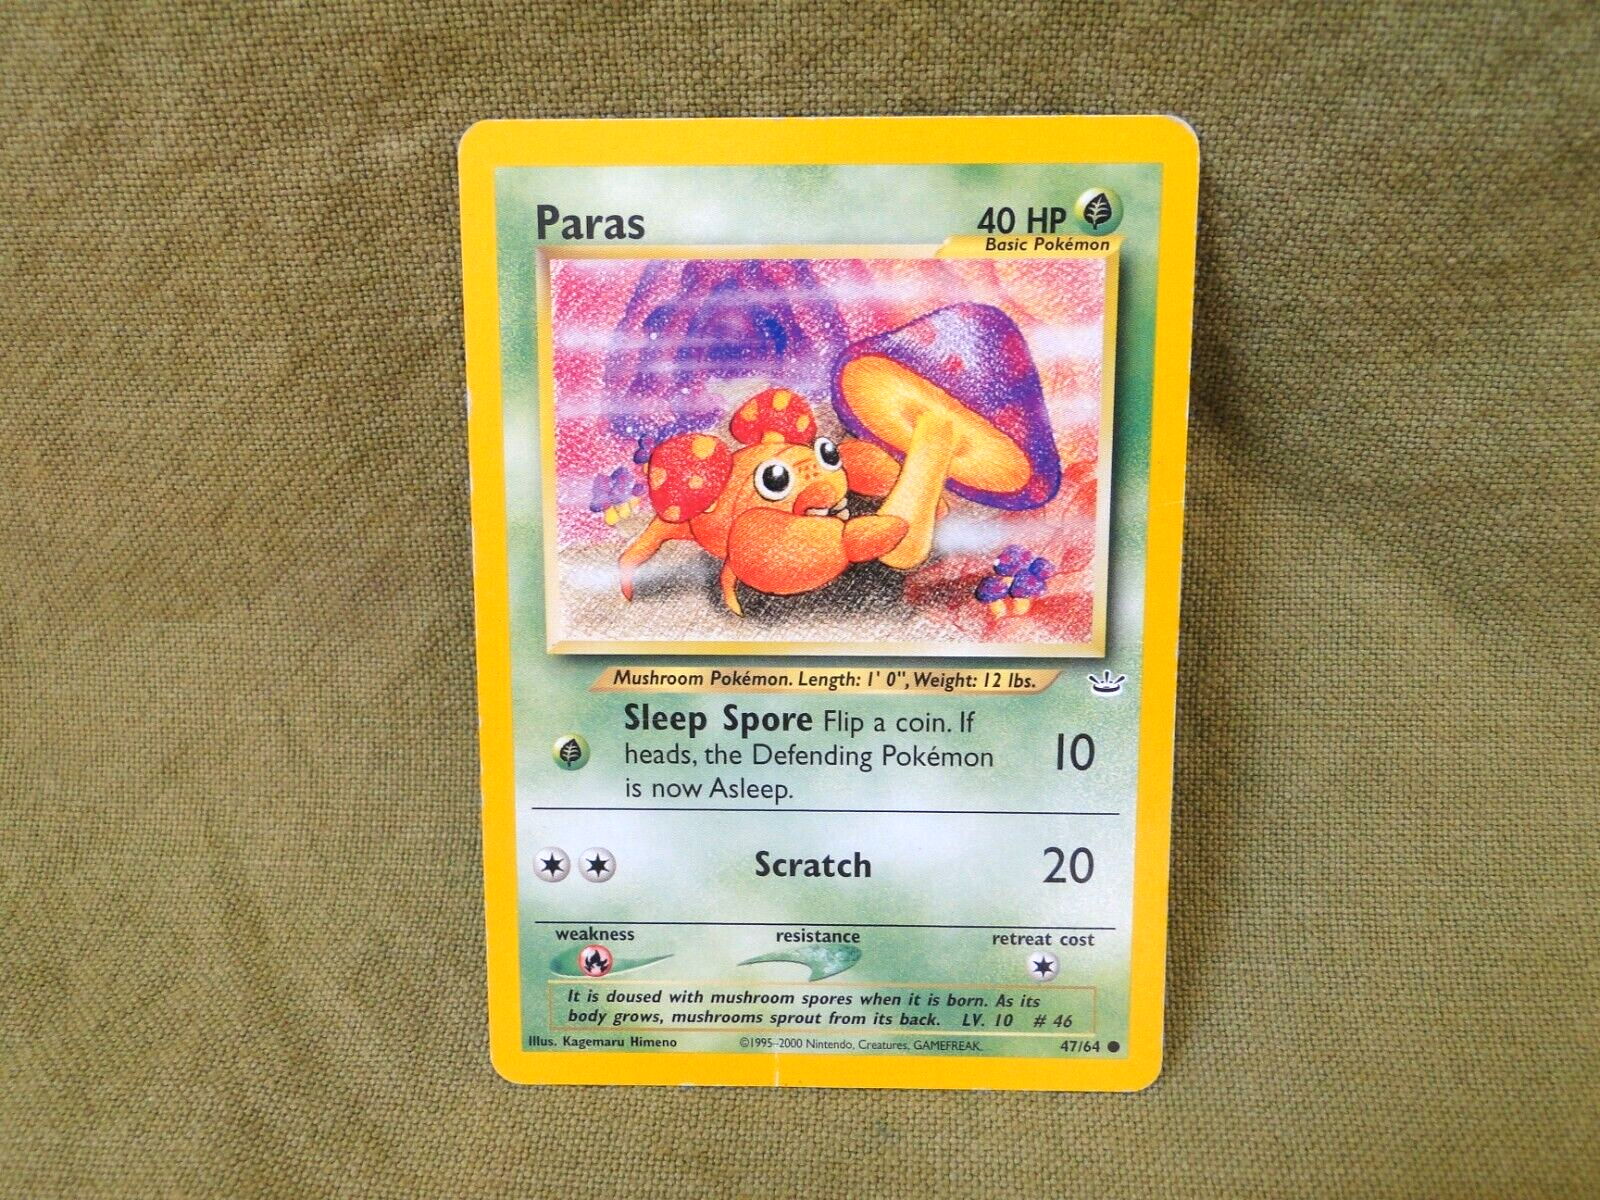 Paras
40 HP
Basic Pokémon
Mushroom Pokémon. Length: 1' 0", Weight: 12 lbs.
Sleep Spore Flip a coin. If
heads, the Defending Pokémon
is now Asleep.
10
Scratch
20
weakness
resistance
retreat cost
It is doused with mushroom spores when it is born. As its
body grows, mushrooms sprout from its back. LV. 10 # 46
Illus. Kagemaru Himeno
©1995-2000 Nintendo, Creatures, GAMEFREAK.
47/64